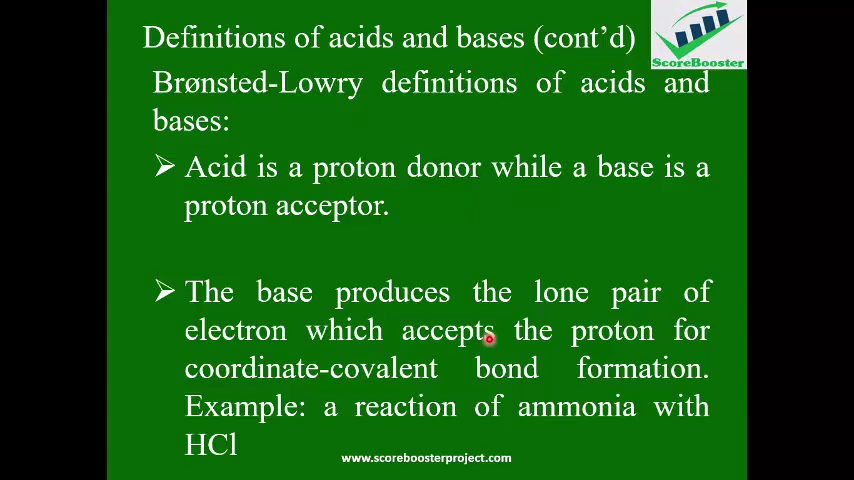 Definitions of acids and bases (cont’d)
ScoreBooster
Brønsted-Lowry definitions of acids and
bases:
➢ Acid is a proton donor while a base is a
proton acceptor.
➢ The base produces the lone pair of
electron which accepts the proton for
coordinate-covalent bond formation.
Example: a reaction of ammonia with
HCl
www.scoreboosterproject.com